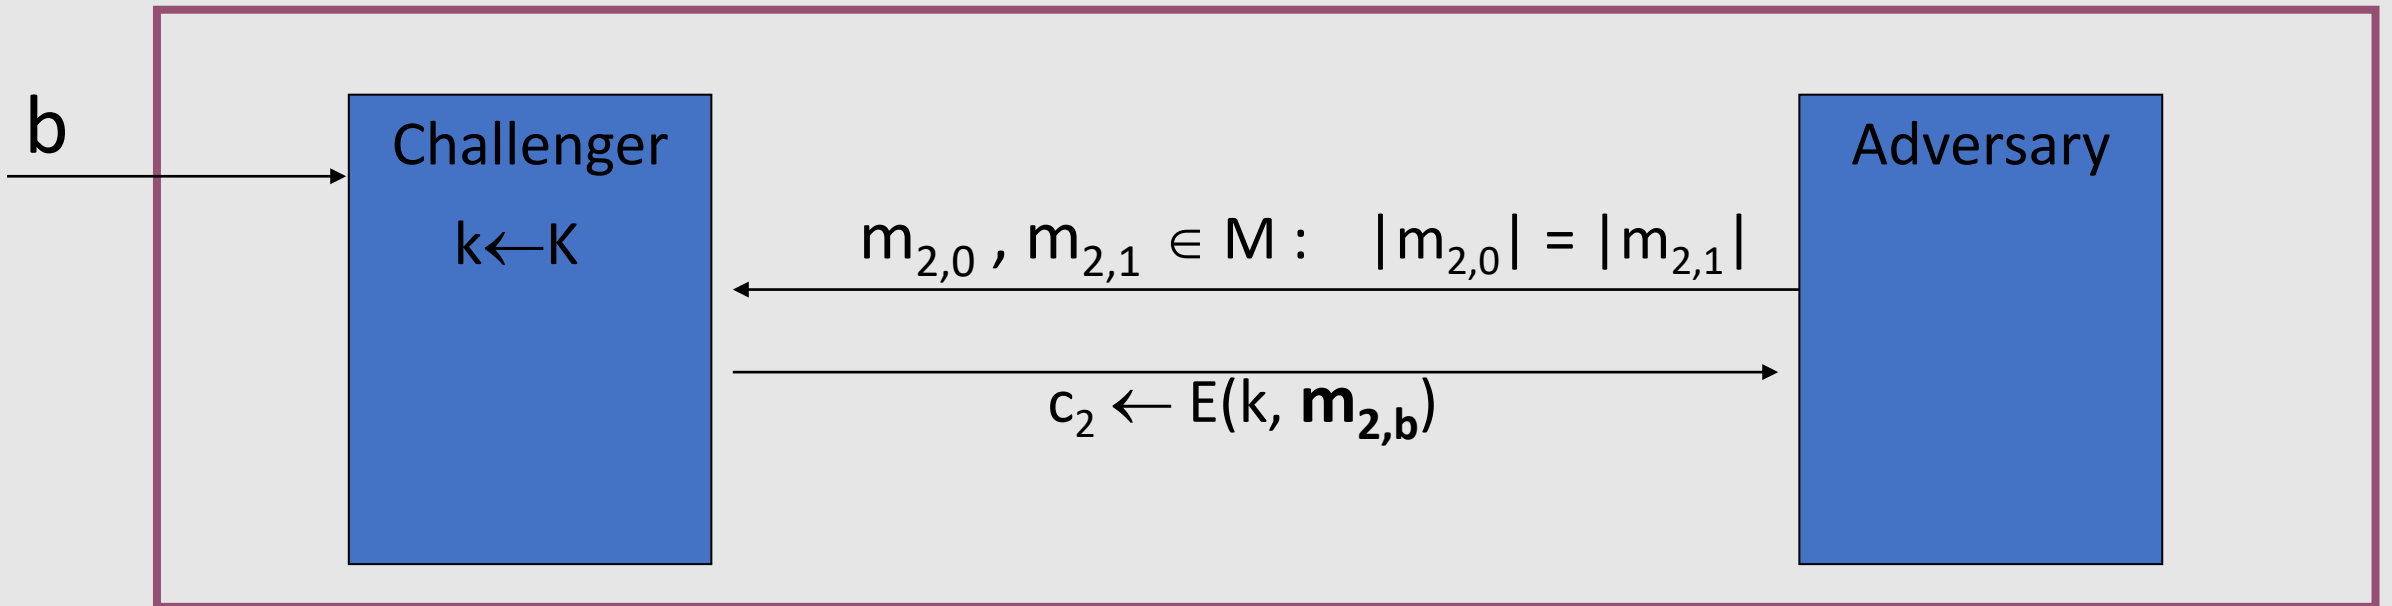 b
Challenger
k←K
Adversary
m₂,₀ , m₂,₁ ∈ M : |m₂,₀| = |m₂,₁|
c₂ ← E(k, m₂,b)